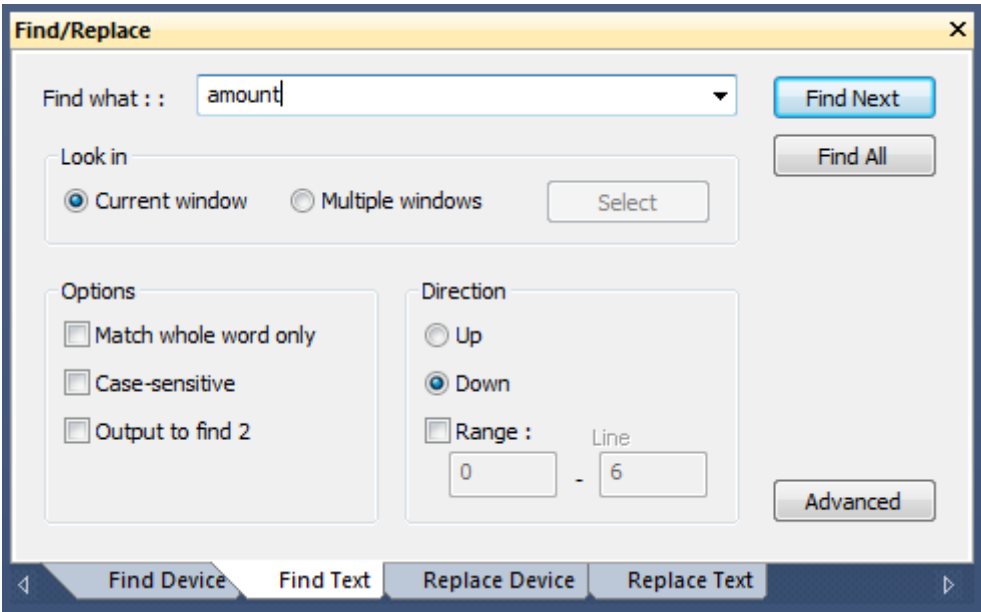 Find/Replace
Find what : :
amount
Find Next
Look in
Find All
Current window
Multiple windows
Select
Options
Direction
Match whole word only
Up
Case-sensitive
Down
Output to find 2
Range :
Line
0
-
6
Advanced
Find Device
Find Text
Replace Device
Replace Text